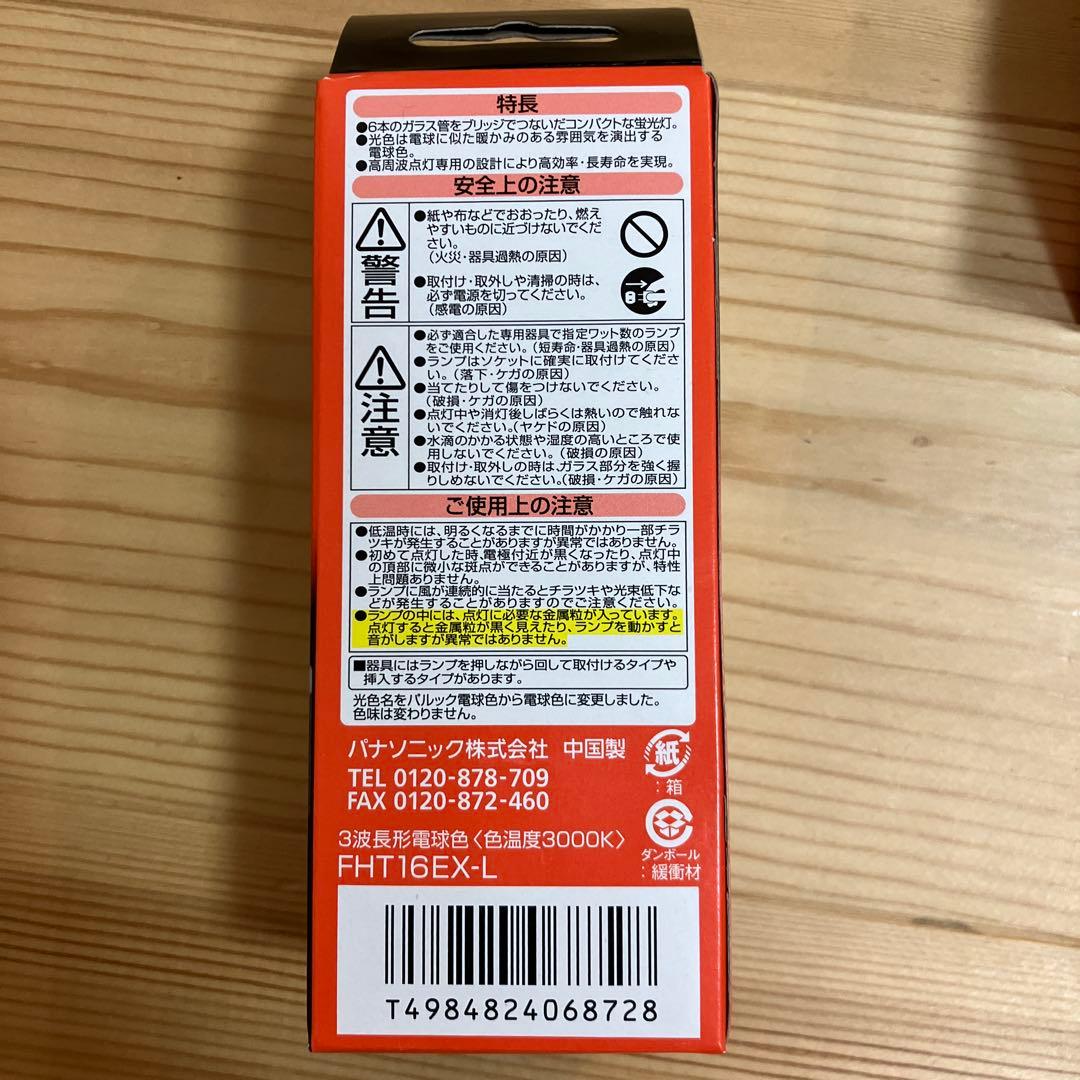 特長
●6本のガラス管をブリッジでつないだコンパクトな蛍光灯。
●光色は電球に似た暖かみのある雰囲気を演出する
電球色。
●高周波点灯専用の設計により高効率・長寿命を実現。
安全上の注意
警告
●紙や布などでおおったり、燃え
やすいものに近づけないでくだ
さい。
(火災・器具過熱の原因)
●取付け・取外しや清掃の時は、
必ず電源を切ってください。
(感電の原因)
注意
●必ず適合した専用器具で指定ワット数のランプ
をご使用ください。(短寿命・器具過熱の原因)
●ランプはソケットに確実に取付けてくださ
い。(落下・ケガの原因)
●当てたりして傷をつけないでください。
(破損・ケガの原因)
●点灯中や消灯後しばらくは熱いので触れな
いでください。(ヤケドの原因)
●水滴のかかる状態や湿度の高いところで使
用しないでください。(破損の原因)
●取付け・取外しの時は、ガラス部分を強く握
りしめないでください。(破損・ケガの原因)
ご使用上の注意
●低温時には、明るくなるまでに時間がかかり一部チラ
ツキが発生することがありますが異常ではありません。
●初めて点灯した時、電極付近が黒くなったり、点灯中
の頂部に微小な斑点ができることがありますが、特性
上問題ありません。
●ランプに風が連続的に当たるとチラツキや光束低下な
どが発生することがありますのでご注意ください。
●ランプの中には、点灯に必要な金属粒が入っています。
点灯すると金属粒が黒く見えたり、ランプを動かすと
音がしますが異常ではありません。
■器具にはランプを押しながら回して取付けるタイプや
挿入するタイプがあります。
光色名をパルック電球色から電球色に変更しました。
色味は変わりません。
パナソニック株式会社 中国製
TEL 0120-878-709
FAX 0120-872-460
紙
:箱
3波長形電球色〈色温度3000K〉
FHT16EX-L
ダンボール
:緩衝材
T4984824068728